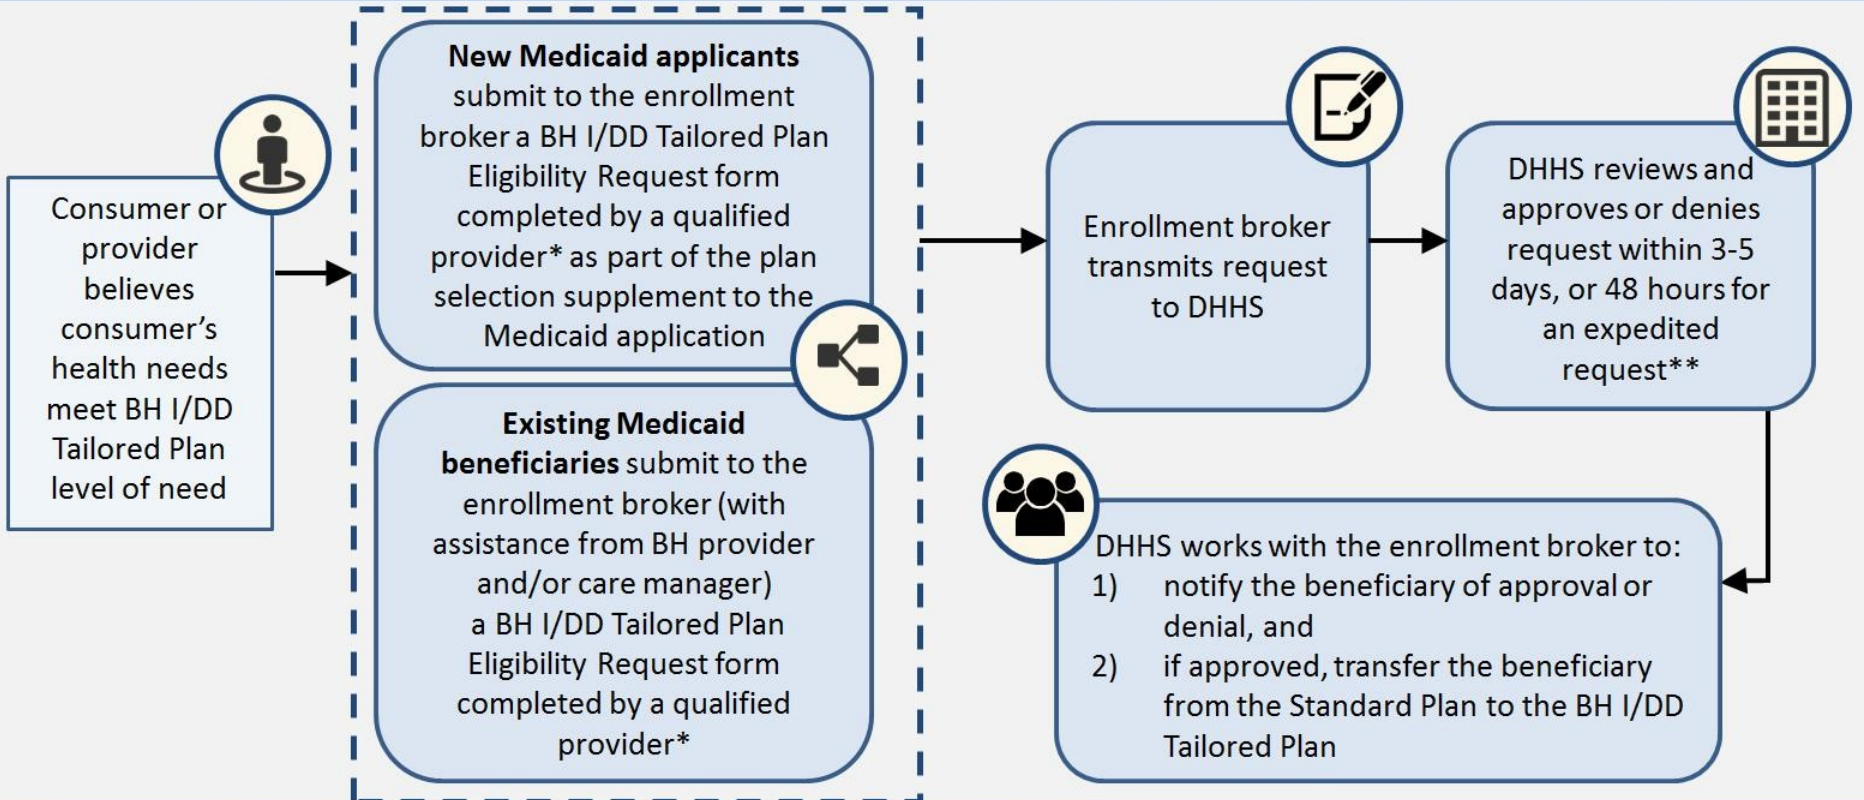 Consumer or
provider
believes
consumer’s
health needs
meet BH I/DD
Tailored Plan
level of need
New Medicaid applicants
submit to the enrollment
broker a BH I/DD Tailored Plan
Eligibility Request form
completed by a qualified
provider* as part of the plan
selection supplement to the
Medicaid application
Existing Medicaid
beneficiaries submit to the
enrollment broker (with
assistance from BH provider
and/or care manager)
a BH I/DD Tailored Plan
Eligibility Request form
completed by a qualified
provider*
Enrollment broker
transmits request
to DHHS
DHHS reviews and
approves or denies
request within 3-5
days, or 48 hours for
an expedited
request**
DHHS works with the enrollment broker to:
1) notify the beneficiary of approval or
denial, and
2) if approved, transfer the beneficiary
from the Standard Plan to the BH I/DD
Tailored Plan